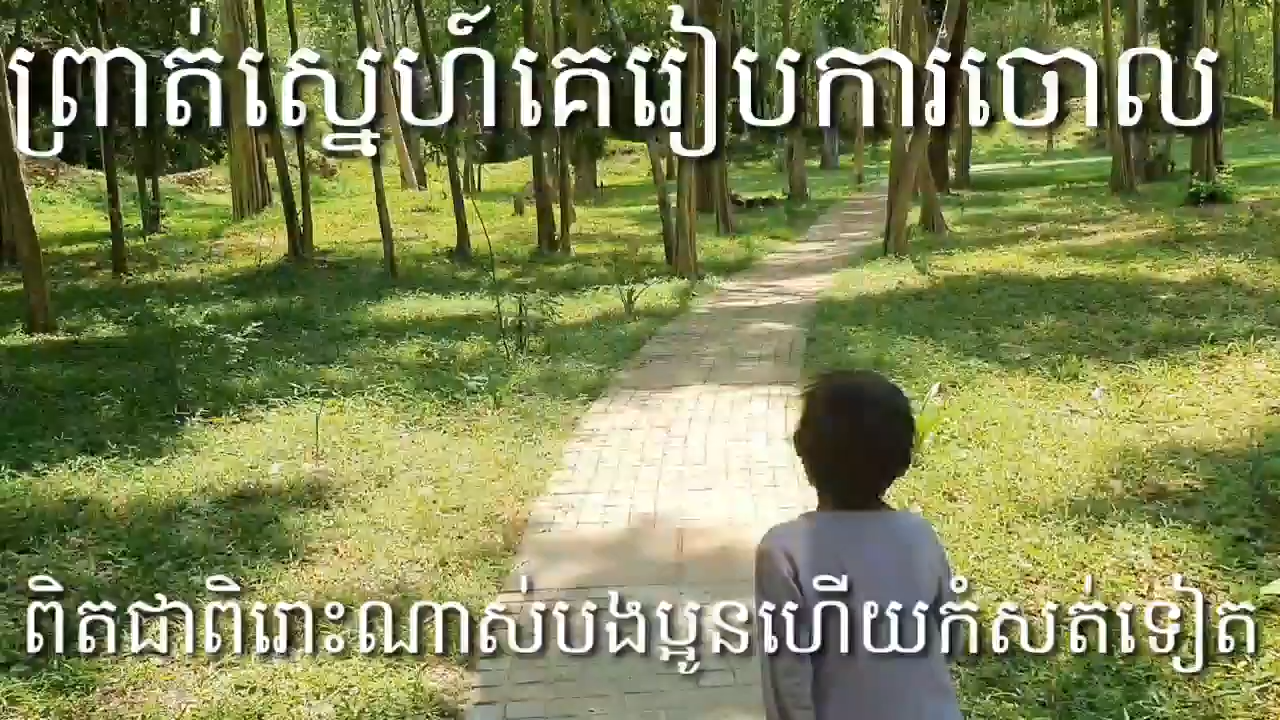 ព្រាត់ស្នេហ៍គេរៀបការចោល
ពិតជាពិរោះណាស់បងប្អូនហើយកំសត់ទៀត